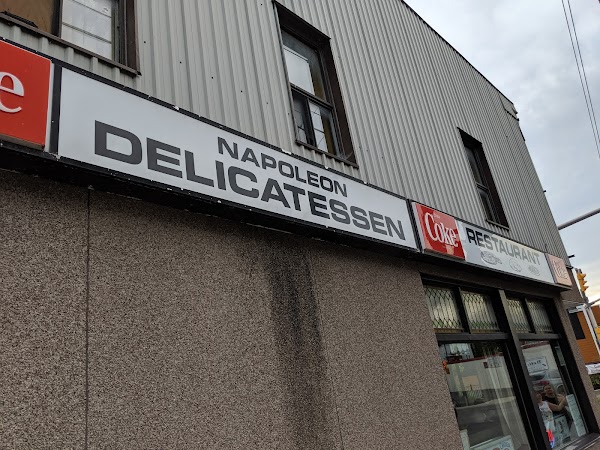 e
NAPOLEON
DELICATESSEN
Coke
RESTAURANT